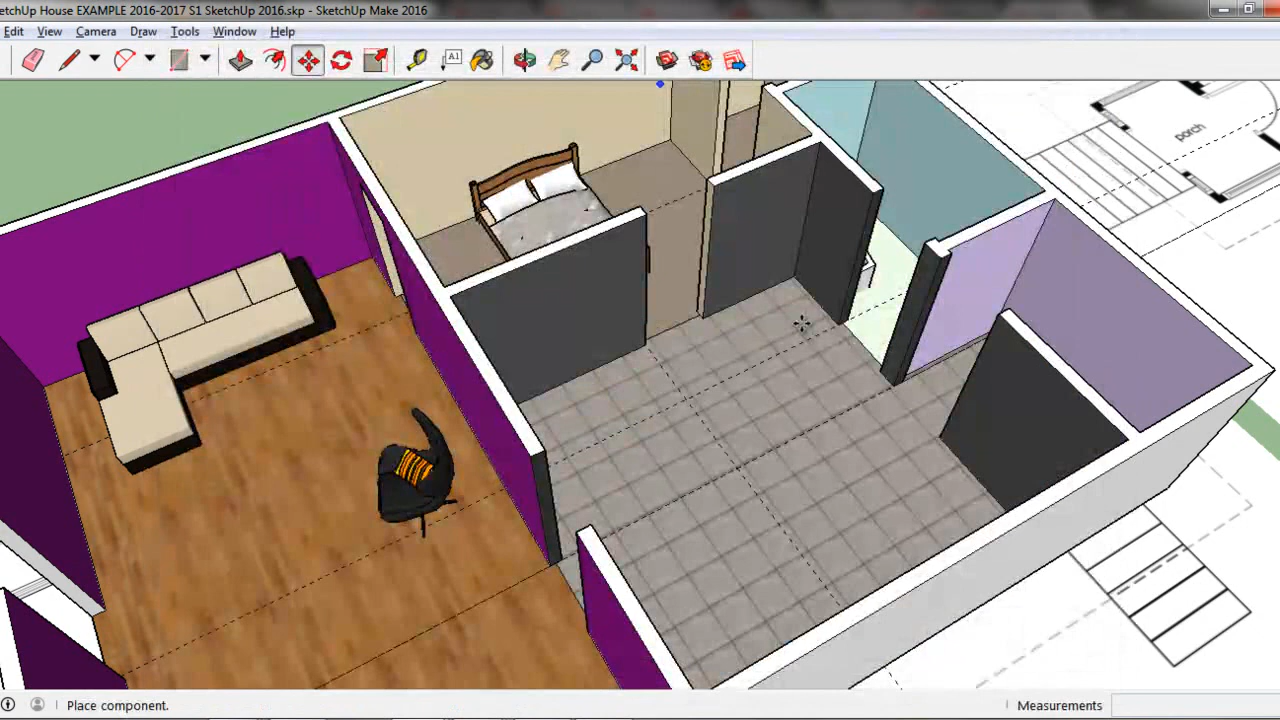 etchUp House EXAMPLE 2016-2017 S1 SketchUp 2016.skp - SketchUp Make 2016
Edit View Camera Draw Tools Window Help
A1
porch
Place component.
Measurements